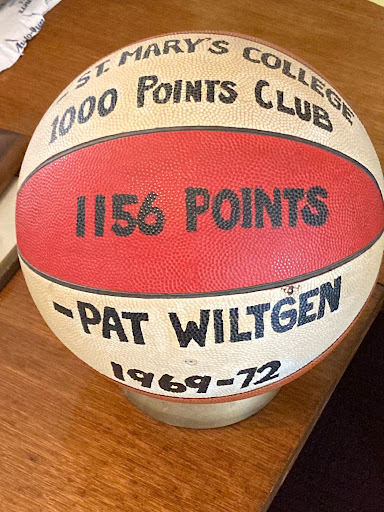 - ST. MARY'S COLLEGE
1000 POINTS CLUB
1156 POINTS
-PAT WILTGEN
1969-72